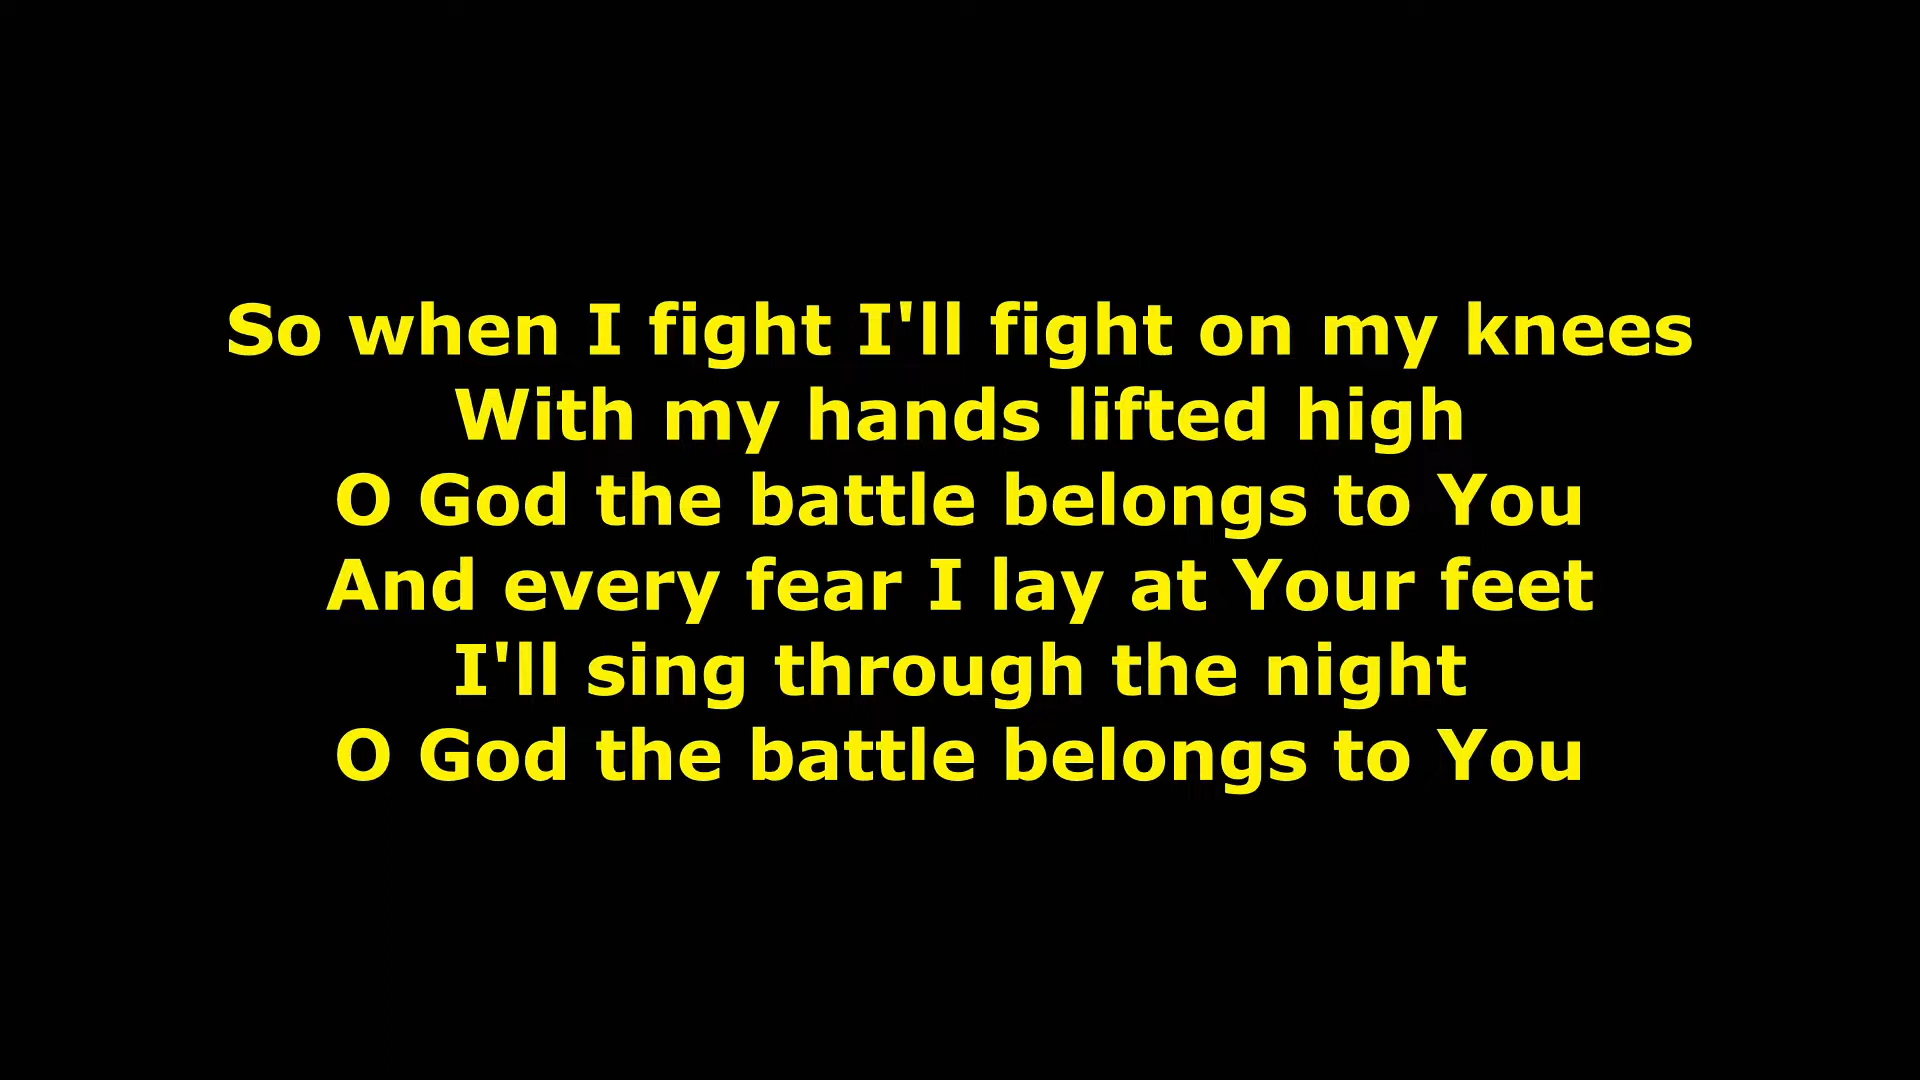 So when I fight I'll fight on my knees
With my hands lifted high
O God the battle belongs to You
And every fear I lay at Your feet
I'll sing through the night
O God the battle belongs to You